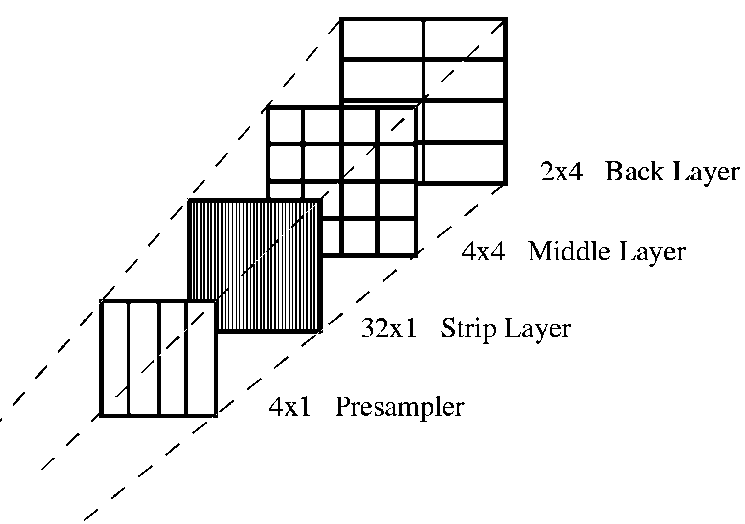 2x4 Back Layer
4x4 Middle Layer
32x1 Strip Layer
4x1 Presampler